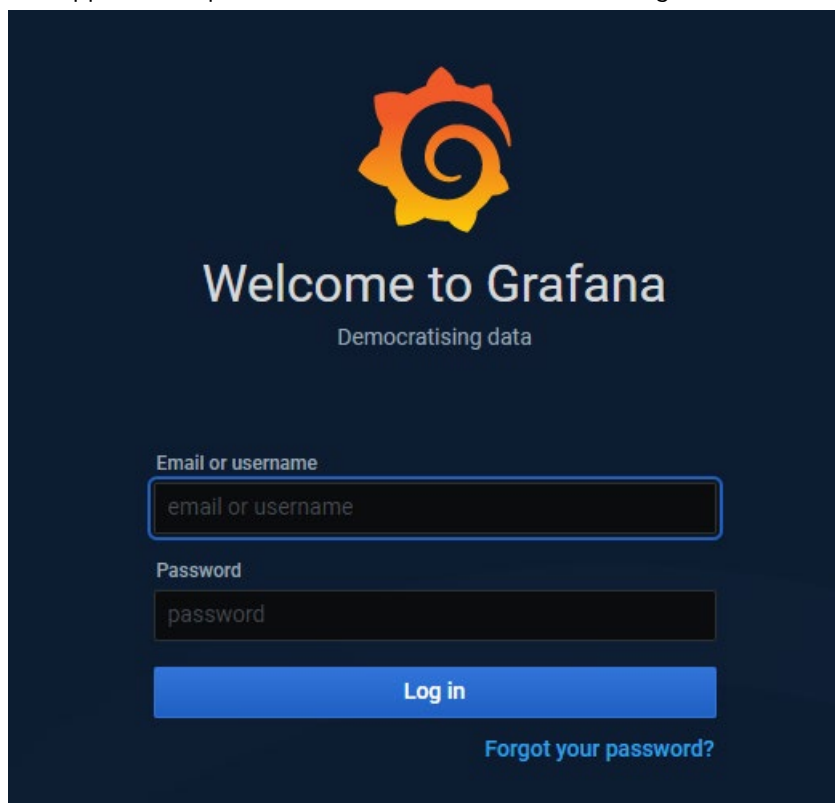 Welcome to Grafana
Democratising data
Email or username
email or username
Password
password
Log in
Forgot your password?